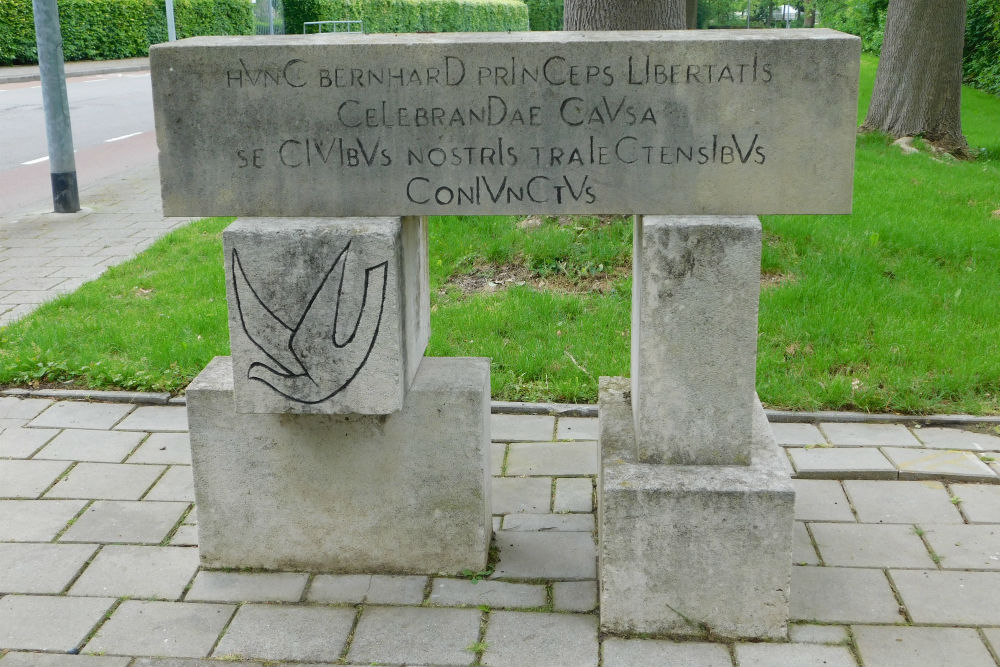 HVNC BERNHARD PRINCEPS LIBERTATIS
CELEBRANDAE CAVSA
SE CIVIBVS NOSTRIS TRAIECTENSIBVS
CONIVNCTVS